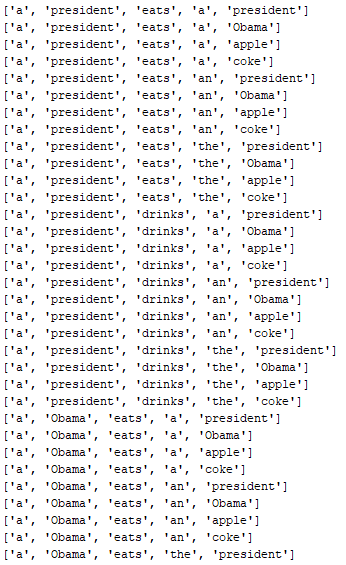 ['a', 'president', 'eats', 'a', 'president']
['a', 'president', 'eats', 'a', 'Obama']
['a', 'president', 'eats', 'a', 'apple']
['a', 'president', 'eats', 'a', 'coke']
['a', 'president', 'eats', 'an', 'president']
['a', 'president', 'eats', 'an', 'Obama']
['a', 'president', 'eats', 'an', 'apple']
['a', 'president', 'eats', 'an', 'coke']
['a', 'president', 'eats', 'the', 'president']
['a', 'president', 'eats', 'the', 'Obama']
['a', 'president', 'eats', 'the', 'apple']
['a', 'president', 'eats', 'the', 'coke']
['a', 'president', 'drinks', 'a', 'president']
['a', 'president', 'drinks', 'a', 'Obama']
['a', 'president', 'drinks', 'a', 'apple']
['a', 'president', 'drinks', 'a', 'coke']
['a', 'president', 'drinks', 'an', 'president']
['a', 'president', 'drinks', 'an', 'Obama']
['a', 'president', 'drinks', 'an', 'apple']
['a', 'president', 'drinks', 'an', 'coke']
['a', 'president', 'drinks', 'the', 'president']
['a', 'president', 'drinks', 'the', 'Obama']
['a', 'president', 'drinks', 'the', 'apple']
['a', 'president', 'drinks', 'the', 'coke']
['a', 'Obama', 'eats', 'a', 'president']
['a', 'Obama', 'eats', 'a', 'Obama']
['a', 'Obama', 'eats', 'a', 'apple']
['a', 'Obama', 'eats', 'a', 'coke']
['a', 'Obama', 'eats', 'an', 'president']
['a', 'Obama', 'eats', 'an', 'Obama']
['a', 'Obama', 'eats', 'an', 'apple']
['a', 'Obama', 'eats', 'an', 'coke']
['a', 'Obama', 'eats', 'the', 'president']